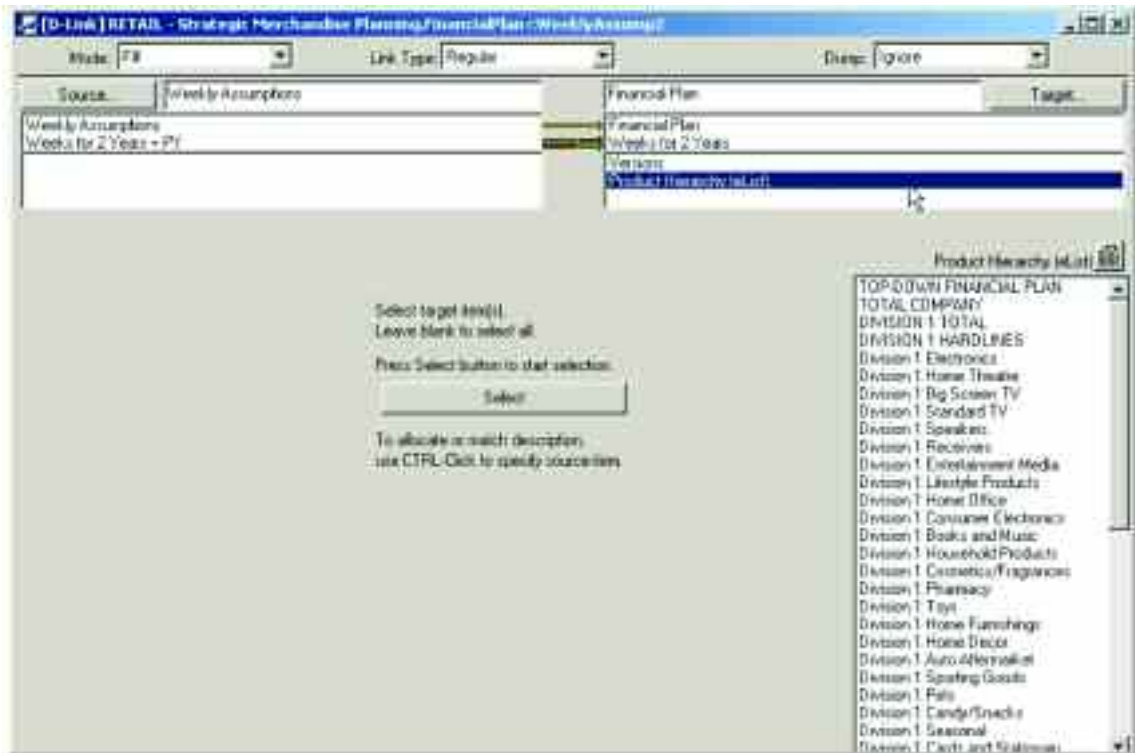 [D-Link] RETAIL - Strategic Merchandise Planning.FinancialPlan <WeeklyAssump2
Mode: Fill Link Type: Regular Dump: Ignore
Source... Weekly Assumptions Financial Plan Target...
Weekly Assumptions Financial Plan
Weeks for 2 Years + PY Weeks for 2 Years
Versions
Product Hierarchy (eList)
Product Hierarchy (eList)
Select target item(s).
Leave blank to select all.
Press Select button to start selection.
Select
To allocate or match description,
use CTRL-Click to specify source item.
TOP-DOWN FINANCIAL PLAN
TOTAL COMPANY
DIVISION 1 TOTAL
DIVISION 1 HARDLINES
Division 1 Electronics
Division 1 Home Theatre
Division 1 Big Screen TV
Division 1 Standard TV
Division 1 Speakers
Division 1 Receivers
Division 1 Entertainment Media
Division 1 Lifestyle Products
Division 1 Home Office
Division 1 Consumer Electronics
Division 1 Books and Music
Division 1 Household Products
Division 1 Cosmetics/Fragrances
Division 1 Pharmacy
Division 1 Toys
Division 1 Home Furnishings
Division 1 Home Decor
Division 1 Auto Aftermarket
Division 1 Sporting Goods
Division 1 Pets
Division 1 Candy/Snacks
Division 1 Seasonal
Division 1 Cards and Stationery